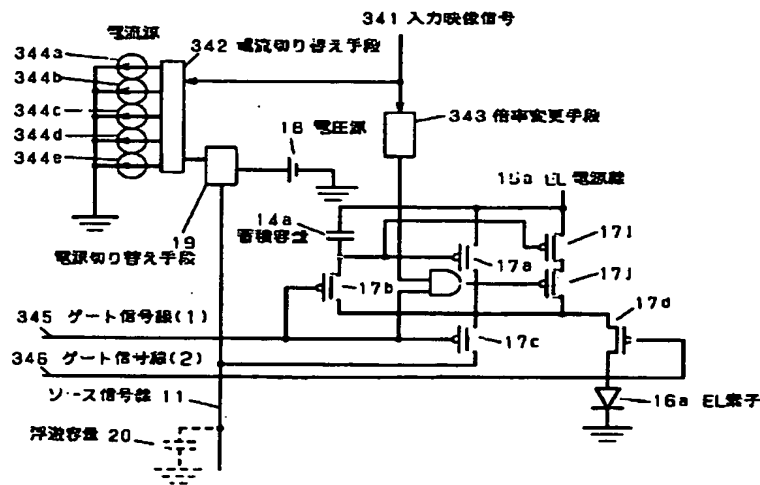 341 入力映像信号
電流源
344a
342 電流切り替え手段
344b
344c
344d
344e
343 倍率変更手段
18 電圧源
15a EL 電源線
14a
蓄積容量
19
電源切り替え手段
17a
17i
17j
17b
17d
17c
345 ゲート信号線(1)
346 ゲート信号線(2)
ソース信号線 11
16a EL素子
浮遊容量 20